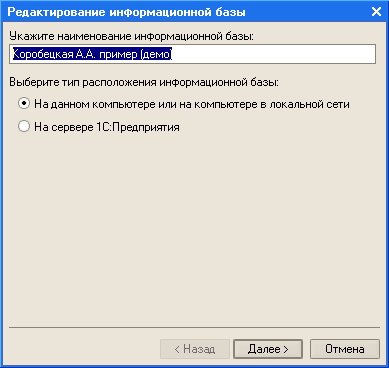 Редактирование информационной базы
Укажите наименование информационной базы:
Коробецкая А.А. пример (демо)
Выберите тип расположения информационной базы:
На данном компьютере или на компьютере в локальной сети
На сервере 1С:Предприятия
< Назад Далее > Отмена